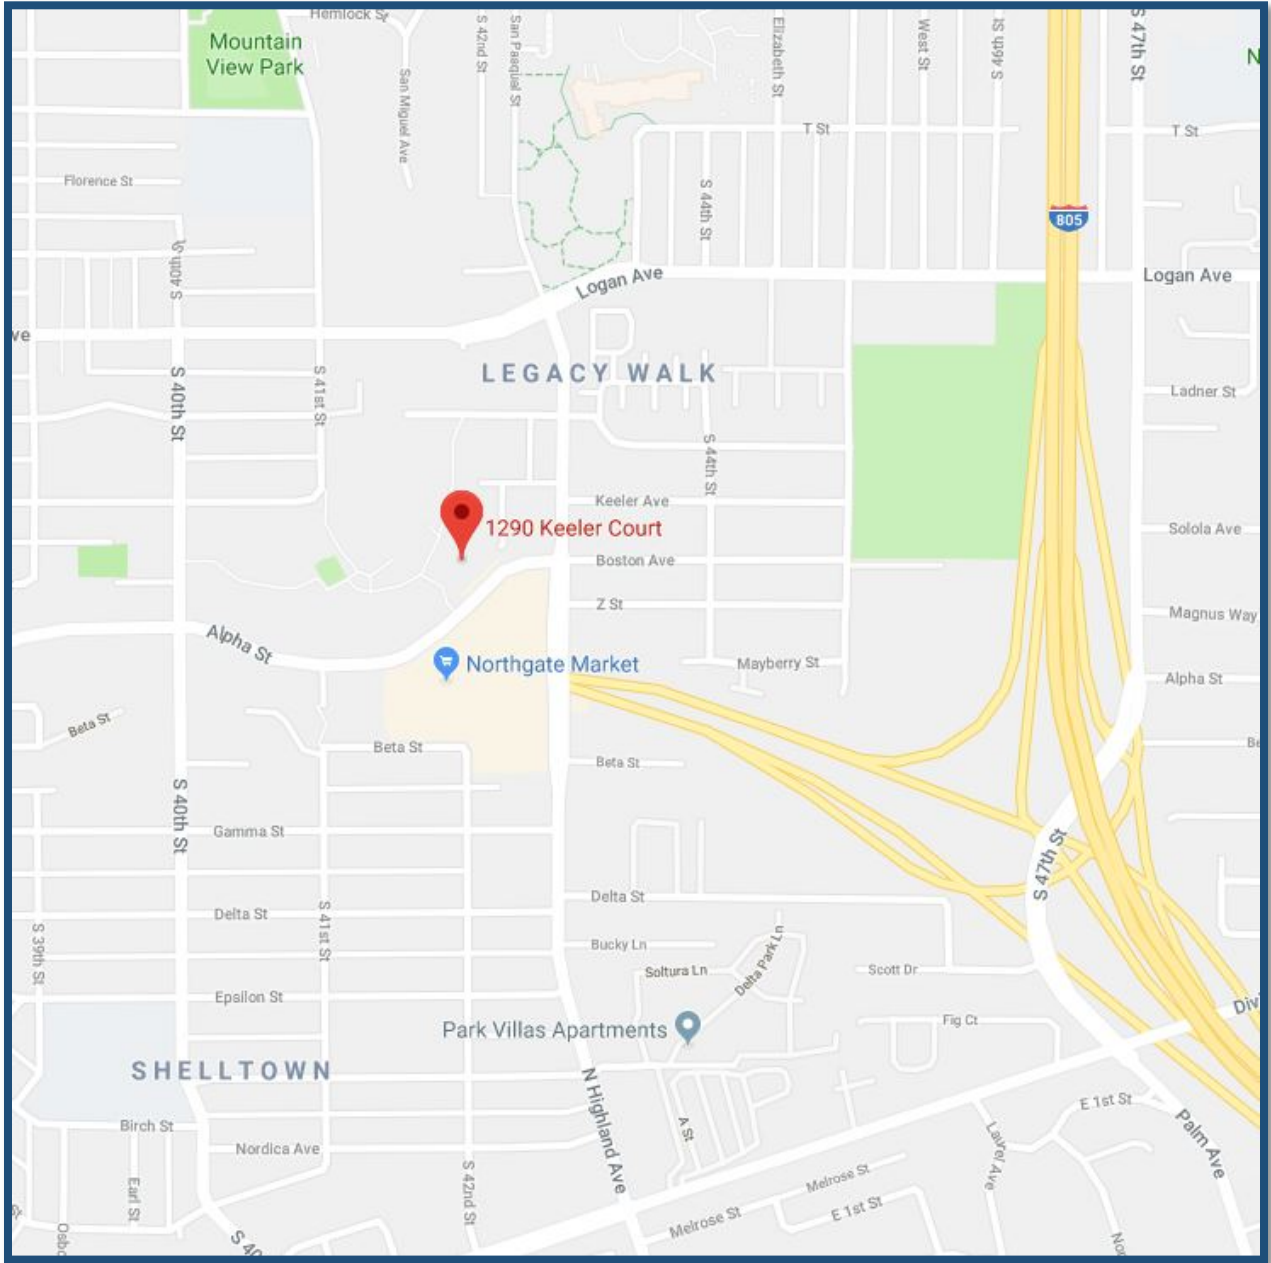 Hemlock St
S 42nd St
San Pasqual St
Elizabeth St
West St
S 46th St
S 47th St
N
Mountain
View Park
San Miguel Ave
T St
T St
Florence St
S 44th St
805
S 40th St
Logan Ave
Logan Ave
ve
LEGACY WALK
S 40th St
S 41st St
Ladner St
S 44th St
Keeler Ave
1290 Keeler Court
Solola Ave
Boston Ave
Z St
Magnus Way
Alpha St
Northgate Market
Mayberry St
Alpha St
Beta St
Beta St
Be
Beta St
S 40th St
Gamma St
S 47th St
Delta St
Delta St
S 41st St
S 39th St
Bucky Ln
Soltura Ln
Delta Park Ln
Scott Dr
Epsilon St
Div
Park Villas Apartments
Fig Ct
SHELLTOWN
N Highland Ave
E 1st St
Birch St
A St
Palm Ave
Nordica Ave
Laurel Ave
S 42nd St
Earl St
Melrose St
Melrose St
E 1st St
St
Osbo
S 40
Nor